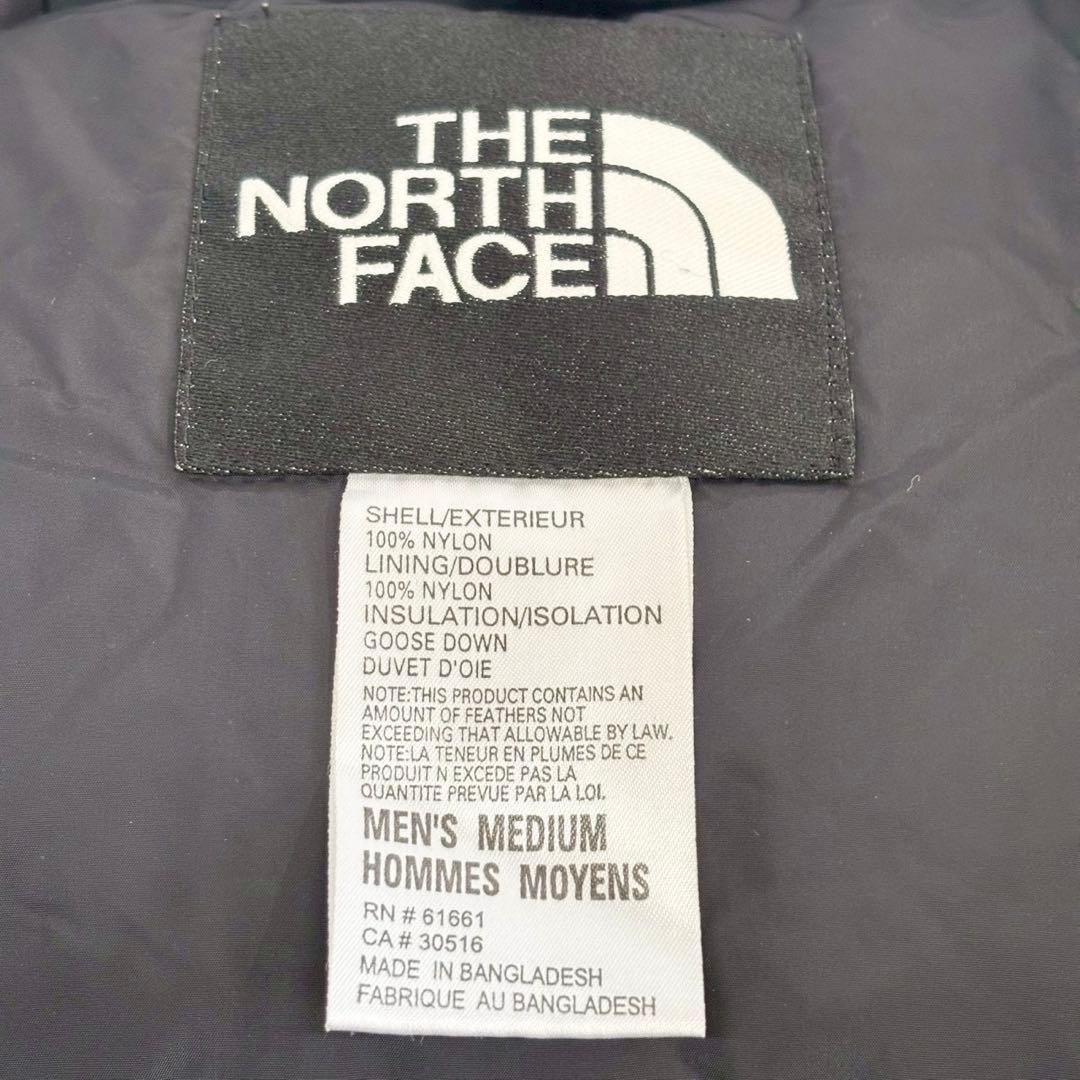 THE
NORTH
FACE
SHELL/EXTERIEUR
100% NYLON
LINING/DOUBLURE
100% NYLON
INSULATION/ISOLATION
GOOSE DOWN
DUVET D'OIE
NOTE:THIS PRODUCT CONTAINS AN
AMOUNT OF FEATHERS NOT
EXCEEDING THAT ALLOWABLE BY LAW.
NOTE:LA TENEUR EN PLUMES DE CE
PRODUIT N EXCEDE PAS LA
QUANTITE PREVUE PAR LA LOI.
MEN'S MEDIUM
HOMMES MOYENS
RN # 61661
CA # 30516
MADE IN BANGLADESH
FABRIQUE AU BANGLADESH